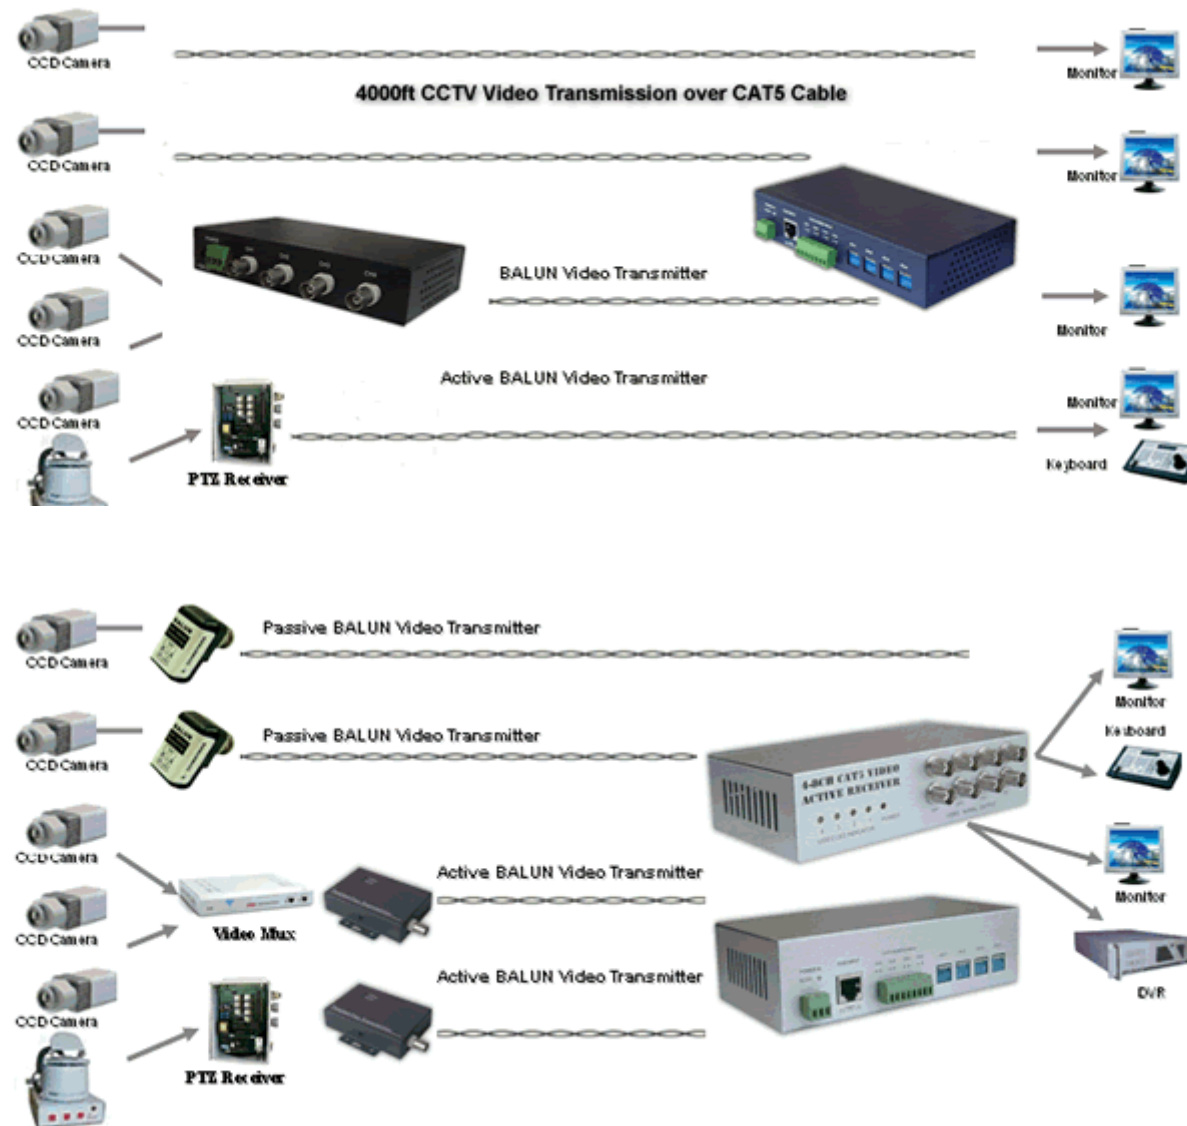 CCD Camera
Monitor
4000ft CCTV Video Transmission over CAT5 Cable
CCD Camera
Monitor
CCD Camera
BALUN Video Transmitter
CCD Camera
Monitor
Active BALUN Video Transmitter
CCD Camera
Monitor
PTZ Receiver
Keyboard
Passive BALUN Video Transmitter
CCD Camera
Monitor
Passive BALUN Video Transmitter
Keyboard
CCD Camera
4-8CH CAT5 VIDEO
ACTIVE RECEIVER
CCD Camera
Active BALUN Video Transmitter
Monitor
Video Mux
CCD Camera
Active BALUN Video Transmitter
DVR
CCD Camera
PTZ Receiver